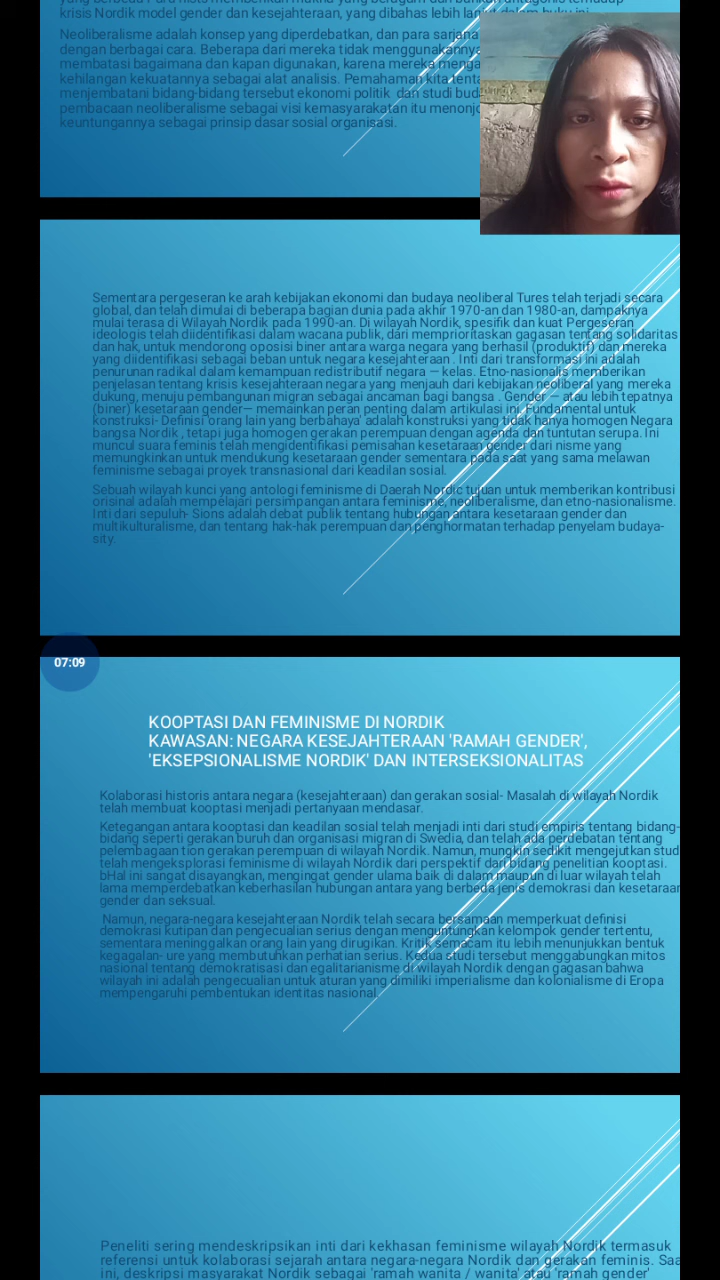 krisis Nordik model gender dan kesejahteraan, yang dibahas lebih lanjut dalam buku ini.
Neoliberalisme adalah konsep yang diperdebatkan, dan para sarjana
dengan berbagai cara. Beberapa dari mereka tidak menggunakannya
membatasi bagaimana dan kapan digunakan, karena mereka menga
kehilangan kekuatannya sebagai alat analisis. Pemahaman kita tenta
menjembatani bidang-bidang tersebut ekonomi politik dan studi bud
pembacaan neoliberalisme sebagai visi kemasyarakatan itu menonjo
keuntungannya sebagai prinsip dasar sosial organisasi.
Sementara pergeseran ke arah kebijakan ekonomi dan budaya neoliberal Tures telah terjadi secara
global, dan telah dimulai di beberapa bagian dunia pada akhir 1970-an dan 1980-an, dampaknya
mulai terasa di Wilayah Nordik pada 1990-an. Di wilayah Nordik, spesifik dan kuat Pergeseran
ideologis telah diidentifikasi dalam wacana publik, dari memprioritaskan gagasan tentang solidaritas
dan hak, untuk mendorong oposisi biner antara warga negara yang berhasil (produktif) dan mereka
yang diidentifikasi sebagai beban untuk negara kesejahteraan . Inti dari transformasi ini adalah
penurunan radikal dalam kemampuan redistributif negara — kelas. Etno-nasionalis memberikan
penjelasan tentang krisis kesejahteraan negara yang menjauh dari kebijakan neoliberal yang mereka
dukung, menuju pembangunan migran sebagai ancaman bagi bangsa . Gender — atau lebih tepatnya
(biner) kesetaraan gender— memainkan peran penting dalam artikulasi ini. Fundamental untuk
konstruksi- Definisi 'orang lain yang berbahaya' adalah konstruksi yang tidak hanya homogen Negara
bangsa Nordik , tetapi juga homogen gerakan perempuan dengan agenda dan tuntutan serupa. Ini
muncul suara feminis telah mengidentifikasi pemisahan kesetaraan gender dari nisme yang
memungkinkan untuk mendukung kesetaraan gender sementara pada saat yang sama melawan
feminisme sebagai proyek transnasional dari keadilan sosial.
Sebuah wilayah kunci yang antologi feminisme di Daerah Nordic tujuan untuk memberikan kontribusi
orisinal adalah mempelajari persimpangan antara feminisme, neoliberalisme, dan etno-nasionalisme.
Inti dari sepuluh- Sions adalah debat publik tentang hubungan antara kesetaraan gender dan
multikulturalisme, dan tentang hak-hak perempuan dan penghormatan terhadap penyelam budaya-
sity.
07:09
KOOPTASI DAN FEMINISME DI NORDIK
KAWASAN: NEGARA KESEJAHTERAAN 'RAMAH GENDER',
'EKSEPSIONALISME NORDIK' DAN INTERSEKSIONALITAS
Kolaborasi historis antara negara (kesejahteraan) dan gerakan sosial- Masalah di wilayah Nordik
telah membuat kooptasi menjadi pertanyaan mendasar.
Ketegangan antara kooptasi dan keadilan sosial telah menjadi inti dari studi empiris tentang bidang-
bidang seperti gerakan buruh dan organisasi migran di Swedia, dan telah ada perdebatan tentang
pelembagaan tion gerakan perempuan di wilayah Nordik. Namun, mungkin sedikit mengejutkan studi
telah mengeksplorasi feminisme di wilayah Nordik dari perspektif dari bidang penelitian kooptasi.
bHal ini sangat disayangkan, mengingat gender ulama baik di dalam maupun di luar wilayah telah
lama memperdebatkan keberhasilan hubungan antara yang berbeda jenis demokrasi dan kesetaraan
gender dan seksual.
Namun, negara-negara kesejahteraan Nordik telah secara bersamaan memperkuat definisi
demokrasi kutipan dan pengecualian serius dengan menguntungkan kelompok gender tertentu,
sementara meninggalkan orang lain yang dirugikan. Kritik semacam itu lebih menunjukkan bentuk
kegagalan- ure yang membutuhkan perhatian serius. Kedua studi tersebut menggabungkan mitos
nasional tentang demokratisasi dan egalitarianisme di wilayah Nordik dengan gagasan bahwa
wilayah ini adalah pengecualian untuk aturan yang dimiliki imperialisme dan kolonialisme di Eropa
mempengaruhi pembentukan identitas nasional.
Peneliti sering mendeskripsikan inti dari kekhasan feminisme wilayah Nordik termasuk
referensi untuk kolaborasi sejarah antara negara-negara Nordik dan gerakan feminis. Saa
ini, deskripsi masyarakat Nordik sebagai 'ramah wanita / wanita' atau 'ramah gender'